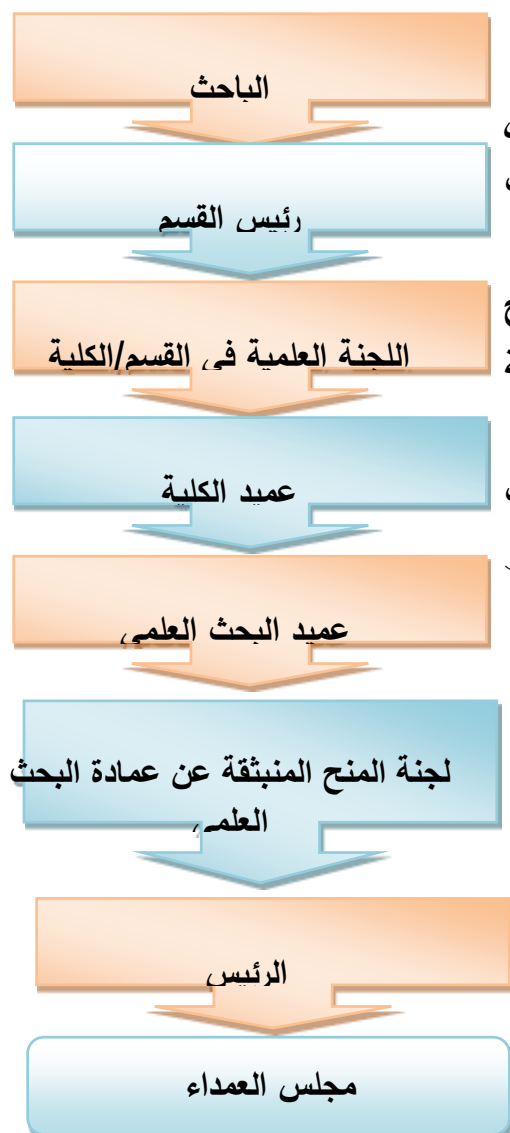 الباحث
رئيس القسم
اللجنة العلمية في القسم/الكلية
عميد الكلية
عميد البحث العلمي
لجنة المنح المنبثقة عن عمادة البحث
العلمي
الرئيس
مجلس العمداء